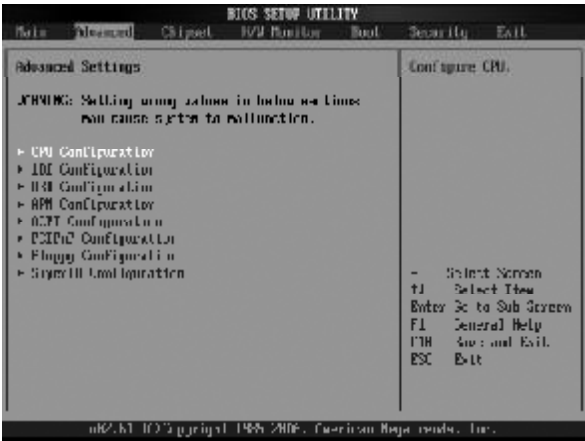 BIOS SETUP UTILITY
Main Advanced Chipset H/W Monitor Boot Security Exit
Advanced Settings
WARNING: Setting wrong values in below sections
may cause system to malfunction.
CPU Configuration
IDE Configuration
USB Configuration
APM Configuration
ACPI Configuration
PCIPnP Configuration
Floppy Configuration
SuperIO Configuration
Configure CPU.
Select Screen
↑↓ Select Item
Enter Go to Sub Screen
F1 General Help
F10 Save and Exit
ESC Exit
v02.61 (C)Copyright 1985-2006, American Megatrends, Inc.